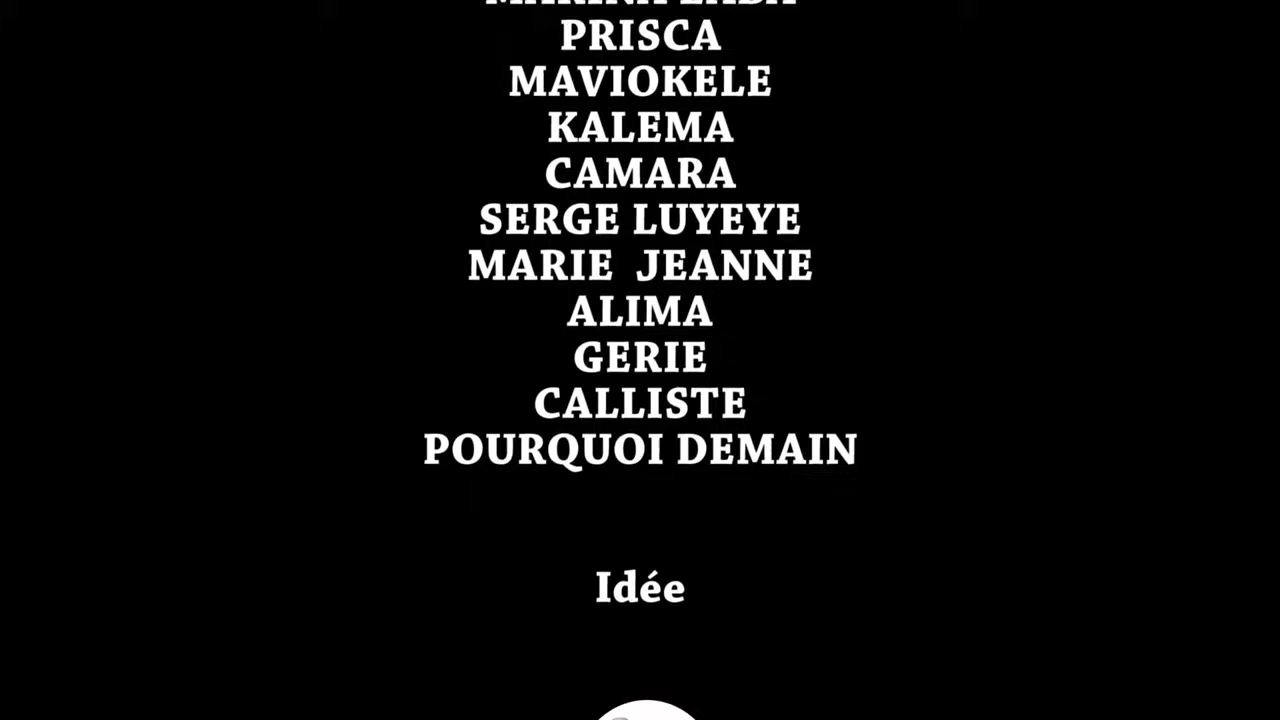 PRISCA
MAVIOKELE
KALEMA
CAMARA
SERGE LUYEYE
MARIE JEANNE
ALIMA
GERIE
CALLISTE
POURQUOI DEMAIN
Idée